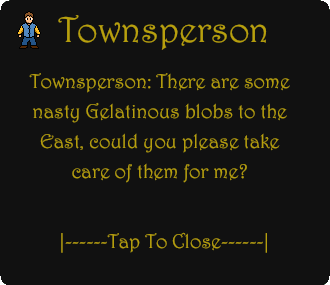 Townsperson
Townsperson: There are some
nasty Gelatinous blobs to the
East, could you please take
care of them for me?
|------Tap To Close------|